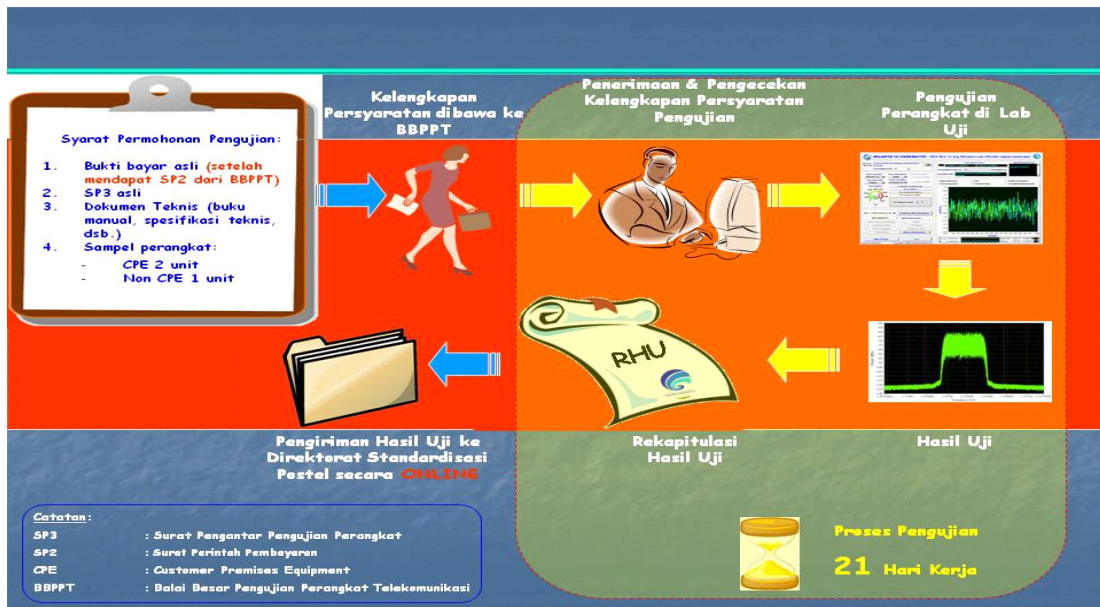 Syarat Permohonan Pengujian:
1. Bukti bayar asli (setelah
mendapat SP2 dari BBPPT)
2. SP3 asli
3. Dokumen Teknis (buku
manual, spesifikasi teknis,
dsb.)
4. Sampel perangkat:
- CPE 2 unit
- Non CPE 1 unit
Kelengkapan
Persyaratan dibawa ke
BBPPT
Penerimaan & Pengecekan
Kelengkapan Persyaratan
Pengujian
Pengujian
Perangkat di Lab
Uji
Hasil Uji
RHU
Rekapitulasi
Hasil Uji
Pengiriman Hasil Uji ke
Direktorat Standardisasi
Postel secara ONLINE
Catatan:
SP3 : Surat Pengantar Pengujian Perangkat
SP2 : Surat Perintah Pembayaran
CPE : Customer Premises Equipment
BBPPT : Balai Besar Pengujian Perangkat Telekomunikasi
Proses Pengujian
21 Hari Kerja